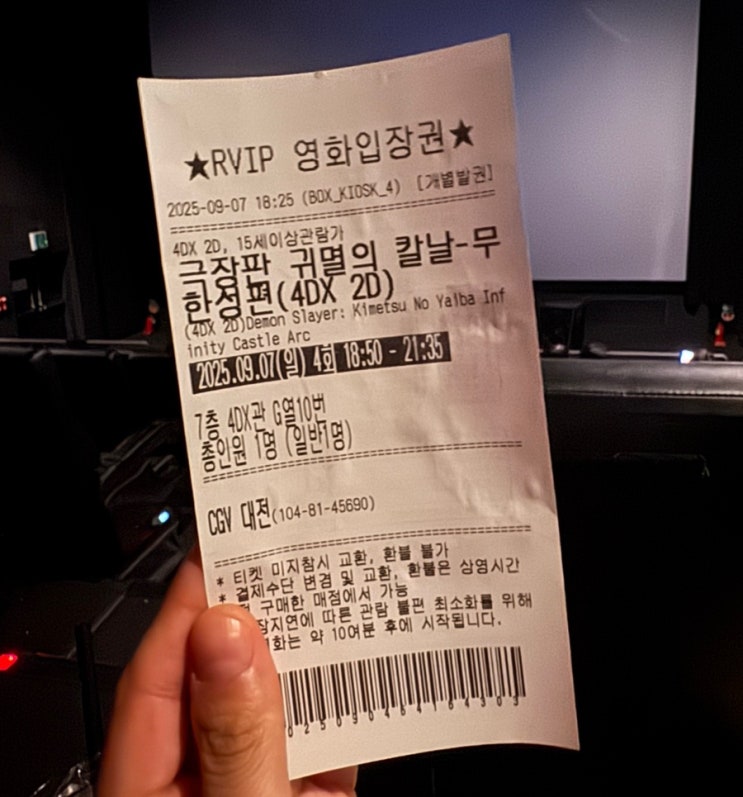 ★RVIP 영화입장권★
2025-09-07 18:25 (BOX_KIOSK_4) [개별발권]
4DX 2D, 15세이상관람가
극장판 귀멸의 칼날-무
한성편(4DX 2D)
(4DX 2D)Demon Slayer: Kimetsu No Yaiba Inf
inity Castle Arc
2025.09.07(일) 4회 18:50 - 21:35
7층 4DX관 G열10번
총인원 1명 (일반1명)
CGV 대전(104-81-45690)
* 티켓 미지참시 교환, 환불 불가
* 결제수단 변경 및 교환, 환불은 상영시간
구매한 매점에서 가능
장지연에 따른 관람 불편 최소화를 위해
화는 약 10여분 후에 시작됩니다.